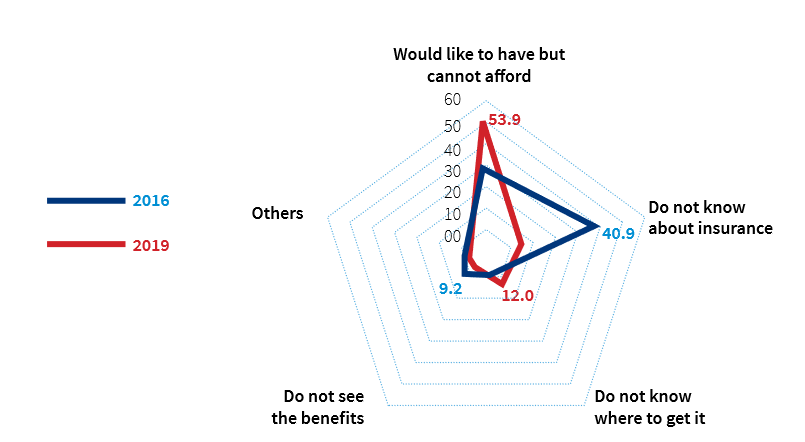 Would like to have but
cannot afford
60
50
40
30
20
10
00
53.9
2016
2019
Others
Do not know
about insurance
40.9
9.2
12.0
Do not see
the benefits
Do not know
where to get it